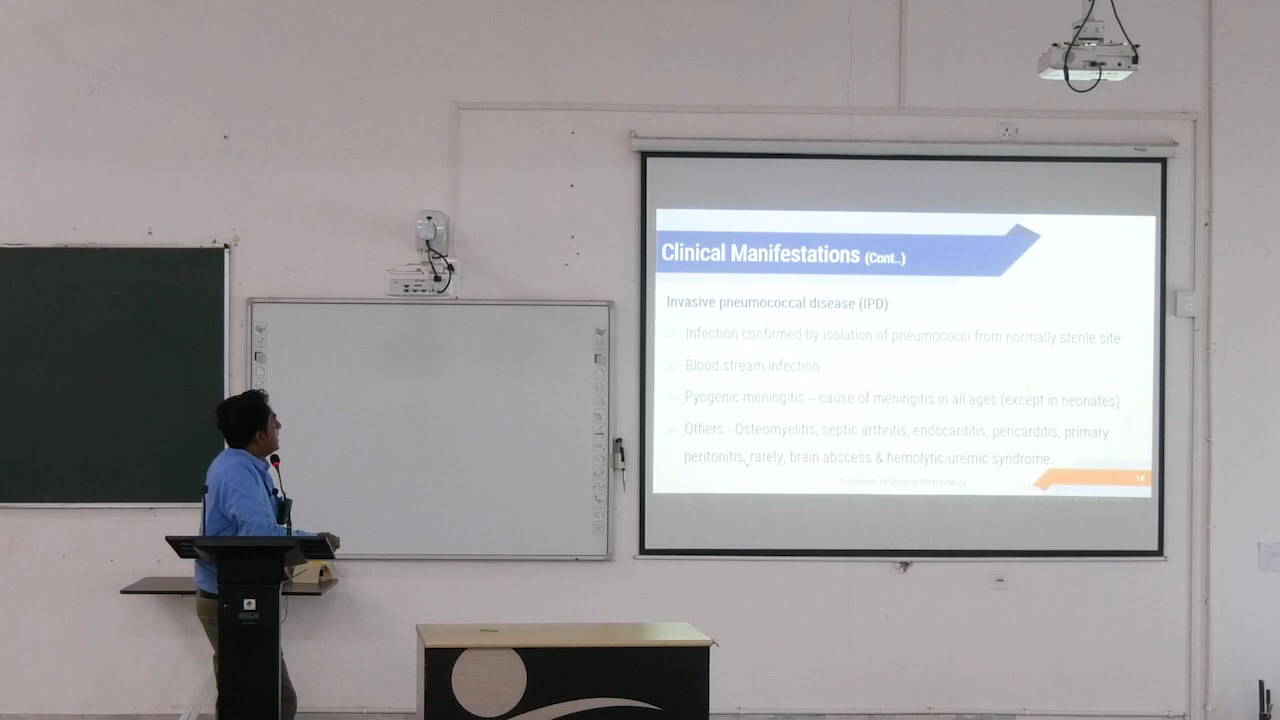 Clinical Manifestations (Cont..)
Invasive pneumococcal disease (IPD):
Infection confirmed by isolation of pneumococci from normally sterile site
Blood stream infection
Pyogenic meningitis – cause of meningitis in all ages (except in neonates)
Others - Osteomyelitis, septic arthritis, endocarditis, pericarditis, primary
peritonitis, rarely, brain abscess & hemolytic-uremic syndrome.
Essentials of Medical Microbiology